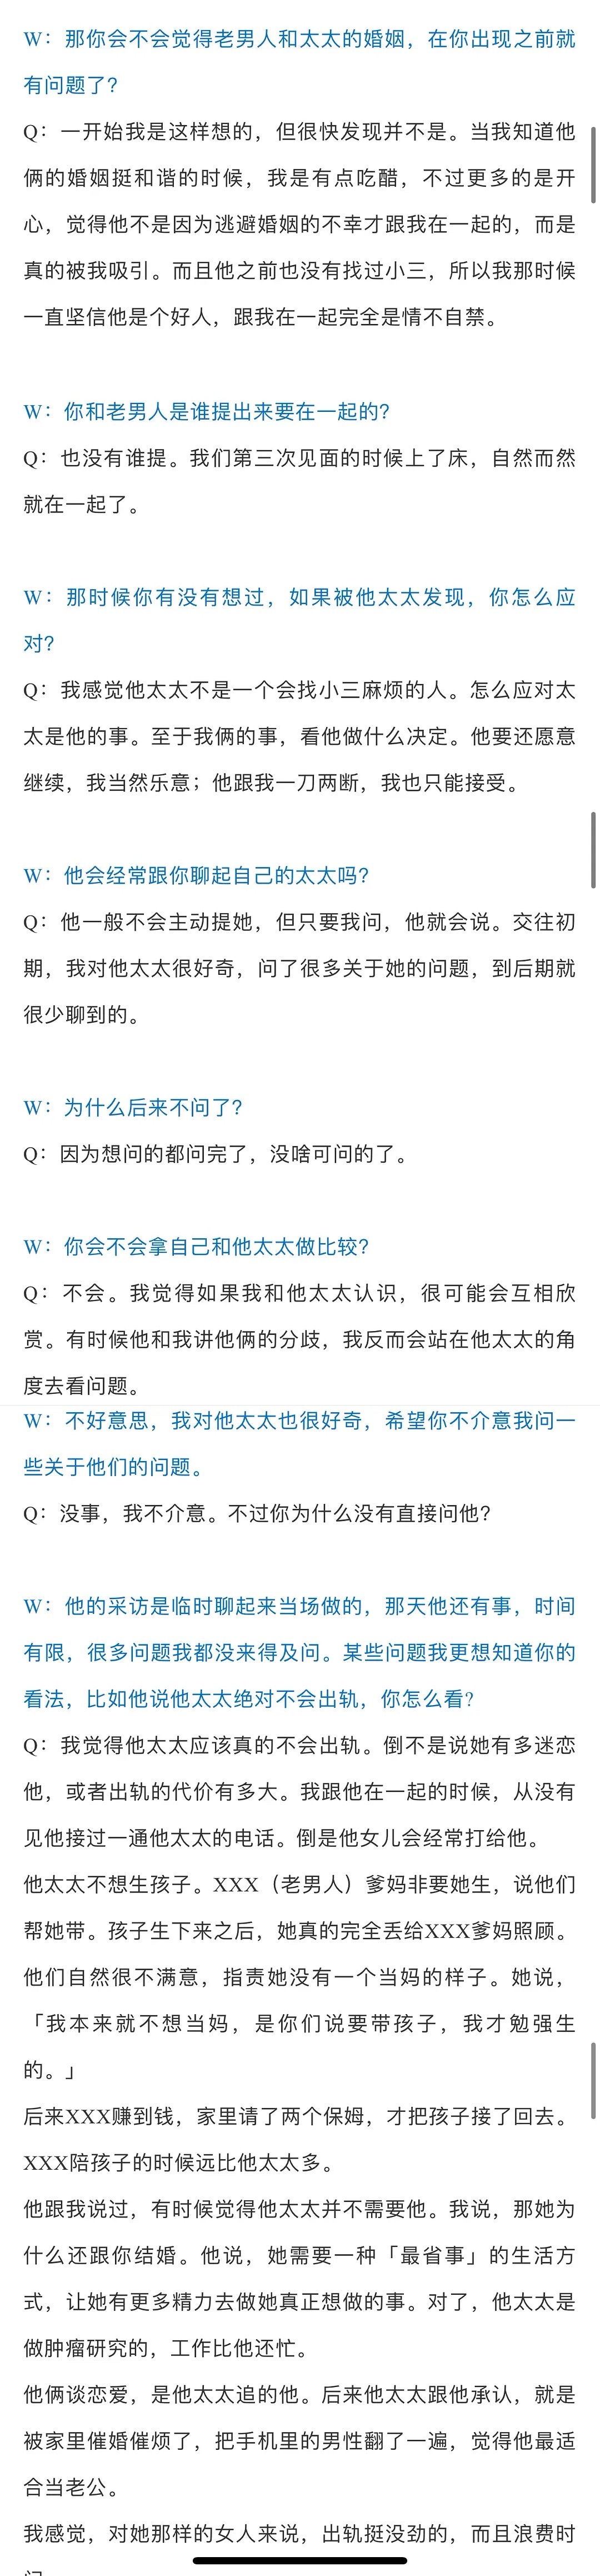 W：那你会不会觉得老男人和太太的婚姻，在你出现之前就
有问题了？
Q：一开始我是这样想的，但很快发现并不是。当我知道他
俩的婚姻挺和谐的时候，我是有点吃醋，不过更多的是开
心，觉得他不是因为逃避婚姻的不幸才跟我在一起的，而是
真的被我吸引。而且他之前也没有找过小三，所以我那时候
一直坚信他是个好人，跟我在一起完全是情不自禁。
W：你和老男人是谁提出来要在一起的？
Q：也没有谁提。我们第三次见面的时候上了床，自然而然
就在一起了。
W：那时候你有没有想过，如果被他太太发现，你怎么应
对？
Q：我感觉他太太不是一个会找小三麻烦的人。怎么应对太
太是他的事。至于我俩的事，看他做什么决定。他要还愿意
继续，我当然乐意；他跟我一刀两断，我也只能接受。
W：他会经常跟你聊起自己的太太吗？
Q：他一般不会主动提她，但只要我问，他就会说。交往初
期，我对他太太很好奇，问了很多关于她的问题，到后期就
很少聊到的。
W：为什么后来不问了？
Q：因为想问的都问完了，没啥可问的了。
W：你会不会拿自己和他太太做比较？
Q：不会。我觉得如果我和他太太认识，很可能会互相欣
赏。有时候他和我讲他俩的分歧，我反而会站在他太太的角
度去看问题。
W：不好意思，我对他太太也很好奇，希望你不介意我问一
些关于他们的问题。
Q：没事，我不介意。不过你为什么没有直接问他？
W：他的采访是临时聊起来当场做的，那天他还有事，时间
有限，很多问题我都没来得及问。某些问题我更想知道你的
看法，比如他说他太太绝对不会出轨，你怎么看？
Q：我觉得他太太应该真的不会出轨。倒不是说她有多迷恋
他，或者出轨的代价有多大。我跟他在一起的时候，从没有
见他接过一通他太太的电话。倒是他女儿会经常打给他。
他太太不想生孩子。XXX（老男人）爹妈非要她生，说他们
帮她带。孩子生下来之后，她真的完全丢给XXX爹妈照顾。
他们自然很不满意，指责她没有一个当妈的样子。她说，
「我本来就不想当妈，是你们说要带孩子，我才勉强生
的。」
后来XXX赚到钱，家里请了两个保姆，才把孩子接了回去。
XXX陪孩子的时候远比他太太多。
他跟我说过，有时候觉得他太太并不需要他。我说，那她为
什么还跟你结婚。他说，她需要一种「最省事」的生活方
式，让她有更多精力去做她真正想做的事。对了，他太太是
做肿瘤研究的，工作比他还忙。
他俩谈恋爱，是他太太追的他。后来他太太跟他承认，就是
被家里催婚催烦了，把手机里的男性翻了一遍，觉得他最适
合当老公。
我感觉，对她那样的女人来说，出轨挺没劲的，而且浪费时